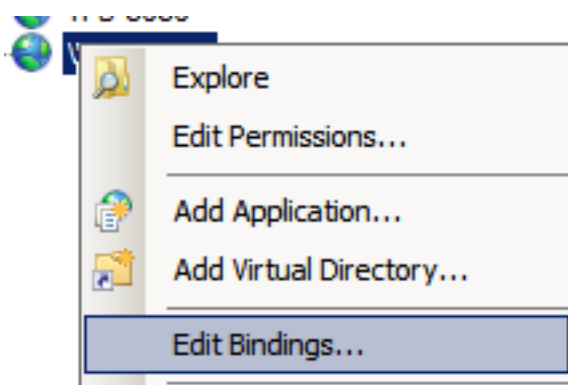 Explore
Edit Permissions...
Add Application...
Add Virtual Directory...
Edit Bindings...